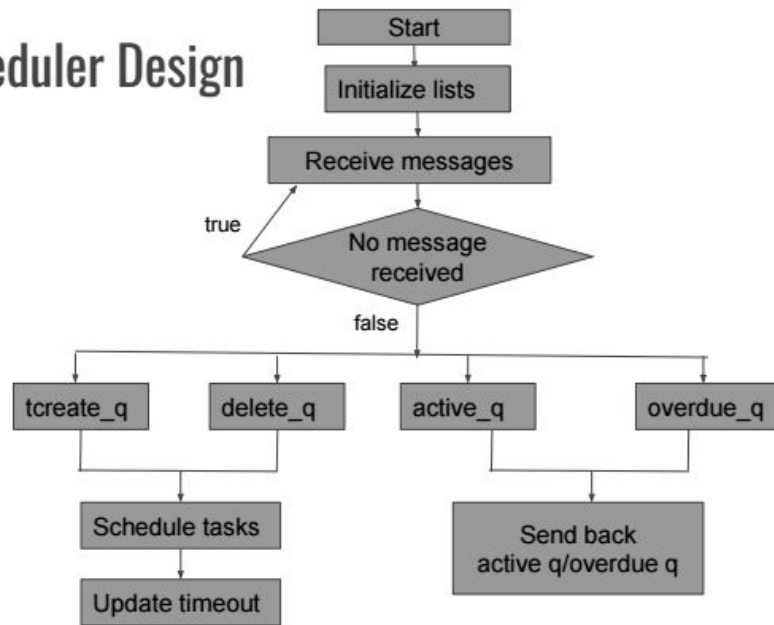 eduler Design
Start
Initialize lists
Receive messages
true
No message
received
false
tcreate_q
delete_q
active_q
overdue_q
Schedule tasks
Send back
active q/overdue q
Update timeout